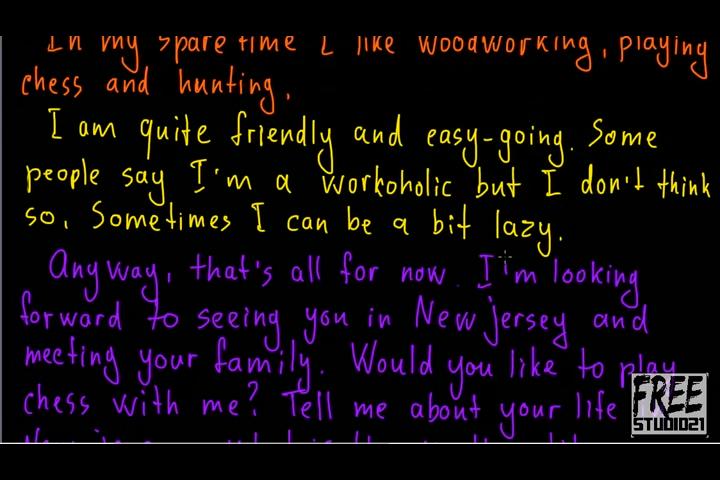 In my spare time I like woodworking, playing
chess and hunting.
I am quite friendly and easy-going. Some
people say I'm a workoholic but I don't think
so. Sometimes I can be a bit lazy.
Anyway, that's all for now. I'm looking
forward to seeing you in New jersey and
meeting your family. Would you like to play
chess with me? Tell me about your life
FREE
STUDIO21